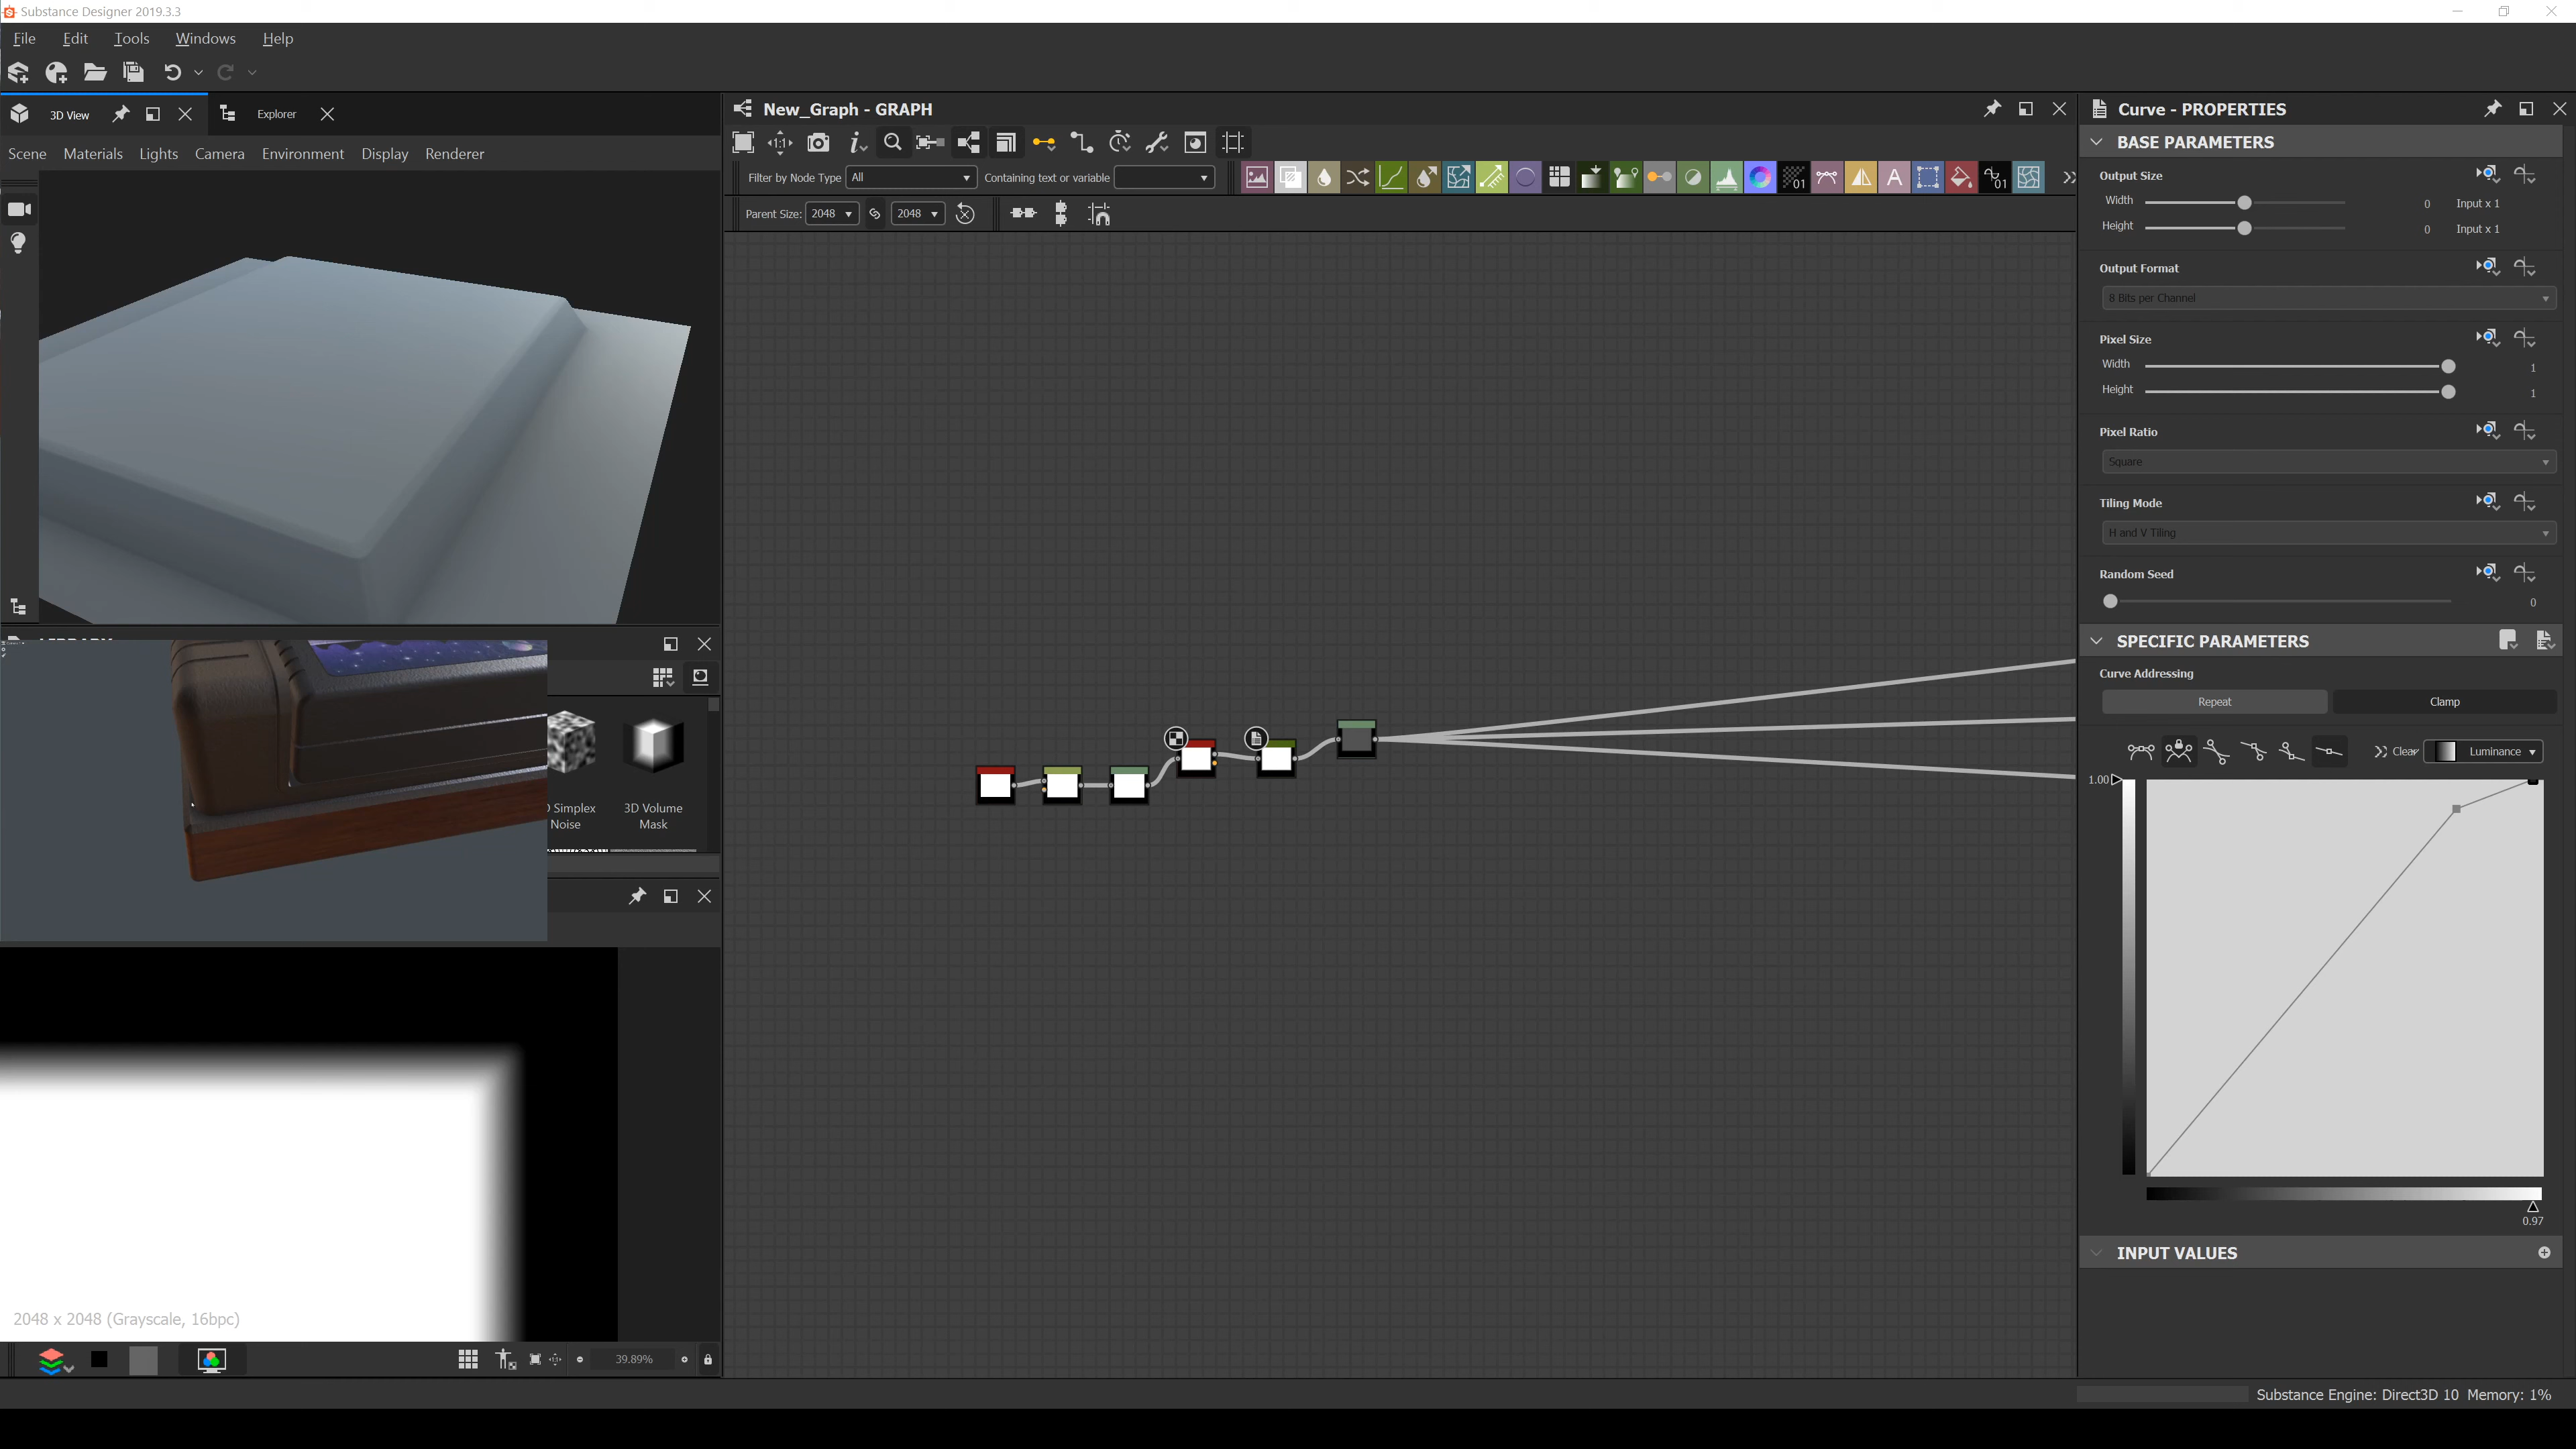 Substance Designer 2019.3.3
File Edit Tools Windows Help
3D View Explorer
Scene Materials Lights Camera Environment Display Renderer
New_Graph - GRAPH
Filter by Node Type All Containing text or variable
01
01
Parent Size: 2048 2048
3D Volume
Mask
Simplex
Noise
2048 x 2048 (Grayscale, 16bpc)
39.89%
Curve - PROPERTIES
BASE PARAMETERS
Output Size
Width 0 Input x 1
Height 0 Input x 1
Output Format
8 Bits per Channel
Pixel Size
Width 1
Height 1
Pixel Ratio
Square
Tiling Mode
H and V Tiling
Random Seed
0
SPECIFIC PARAMETERS
Curve Addressing
Repeat Clamp
Clear Luminance
1.00
0.97
INPUT VALUES
Substance Engine: Direct3D 10 Memory: 1%